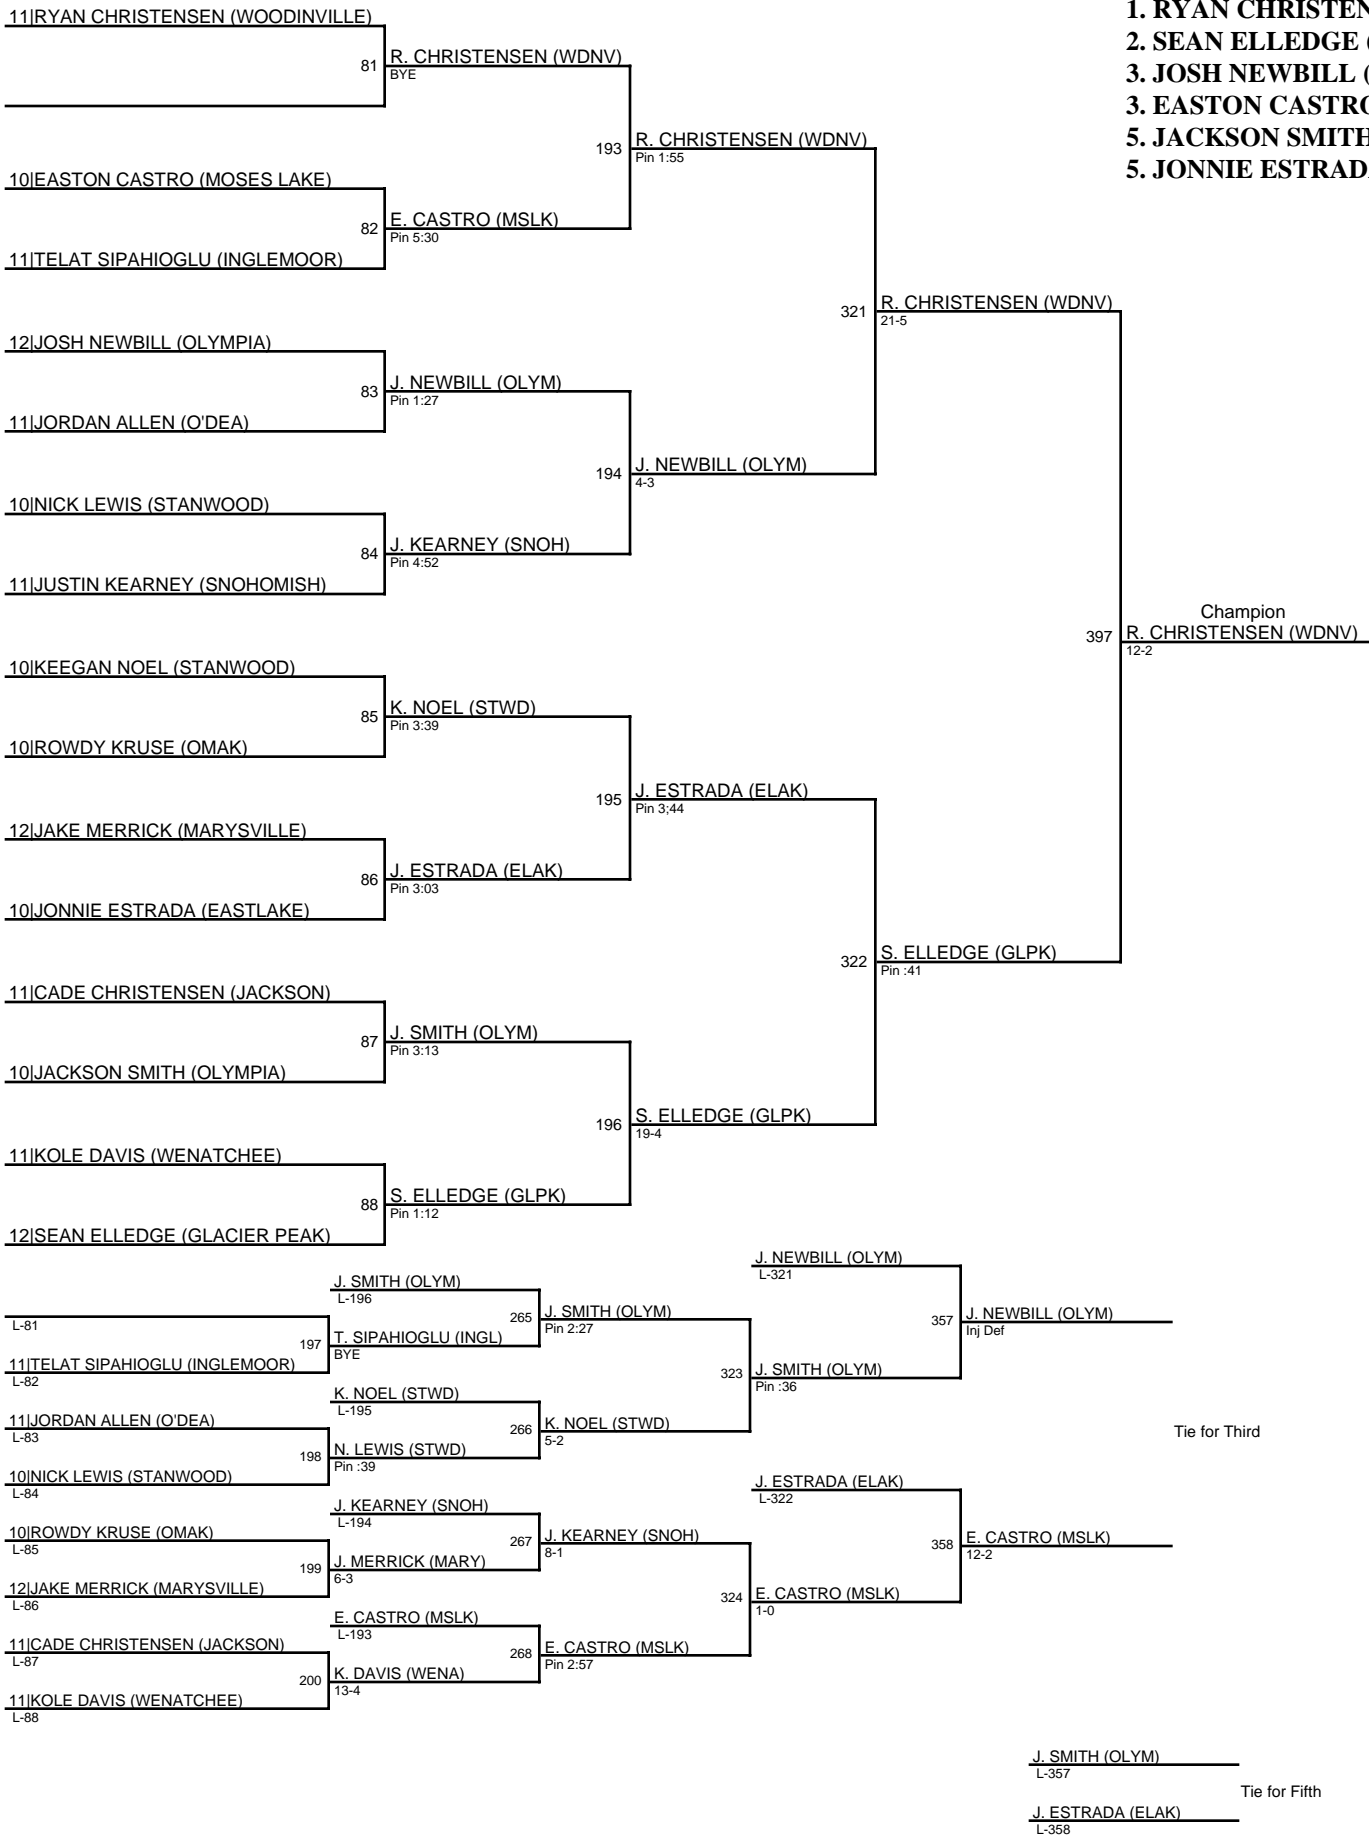 1. RYAN CHRISTEN
2. SEAN ELLEDGE (
3. JOSH NEWBILL (
3. EASTON CASTRO
5. JACKSON SMITH
5. JONNIE ESTRADA
11|RYAN CHRISTENSEN (WOODINVILLE)
81
R. CHRISTENSEN (WDNV)
BYE
193
R. CHRISTENSEN (WDNV)
Pin 1:55
10|EASTON CASTRO (MOSES LAKE)
82
E. CASTRO (MSLK)
Pin 5:30
11|TELAT SIPAHIOGLU (INGLEMOOR)
321
R. CHRISTENSEN (WDNV)
21-5
12|JOSH NEWBILL (OLYMPIA)
83
J. NEWBILL (OLYM)
Pin 1:27
11|JORDAN ALLEN (O'DEA)
194
J. NEWBILL (OLYM)
4-3
10|NICK LEWIS (STANWOOD)
84
J. KEARNEY (SNOH)
Pin 4:52
11|JUSTIN KEARNEY (SNOHOMISH)
Champion
397
R. CHRISTENSEN (WDNV)
12-2
10|KEEGAN NOEL (STANWOOD)
85
K. NOEL (STWD)
Pin 3:39
10|ROWDY KRUSE (OMAK)
195
J. ESTRADA (ELAK)
Pin 3;44
12|JAKE MERRICK (MARYSVILLE)
86
J. ESTRADA (ELAK)
Pin 3:03
10|JONNIE ESTRADA (EASTLAKE)
322
S. ELLEDGE (GLPK)
Pin :41
11|CADE CHRISTENSEN (JACKSON)
87
J. SMITH (OLYM)
Pin 3:13
10|JACKSON SMITH (OLYMPIA)
196
S. ELLEDGE (GLPK)
19-4
11|KOLE DAVIS (WENATCHEE)
88
S. ELLEDGE (GLPK)
Pin 1:12
12|SEAN ELLEDGE (GLACIER PEAK)
J. NEWBILL (OLYM)
L-321
J. SMITH (OLYM)
L-196
265
J. SMITH (OLYM)
Pin 2:27
357
J. NEWBILL (OLYM)
Inj Def
L-81
197
T. SIPAHIOGLU (INGL)
BYE
11|TELAT SIPAHIOGLU (INGLEMOOR)
L-82
323
J. SMITH (OLYM)
Pin :36
K. NOEL (STWD)
L-195
11|JORDAN ALLEN (O'DEA)
L-83
266
K. NOEL (STWD)
5-2
Tie for Third
198
N. LEWIS (STWD)
Pin :39
10|NICK LEWIS (STANWOOD)
L-84
J. ESTRADA (ELAK)
L-322
J. KEARNEY (SNOH)
L-194
10|ROWDY KRUSE (OMAK)
L-85
267
J. KEARNEY (SNOH)
8-1
358
E. CASTRO (MSLK)
12-2
199
J. MERRICK (MARY)
6-3
12|JAKE MERRICK (MARYSVILLE)
L-86
324
E. CASTRO (MSLK)
1-0
E. CASTRO (MSLK)
L-193
11|CADE CHRISTENSEN (JACKSON)
L-87
268
E. CASTRO (MSLK)
Pin 2:57
200
K. DAVIS (WENA)
13-4
11|KOLE DAVIS (WENATCHEE)
L-88
J. SMITH (OLYM)
L-357
Tie for Fifth
J. ESTRADA (ELAK)
L-358